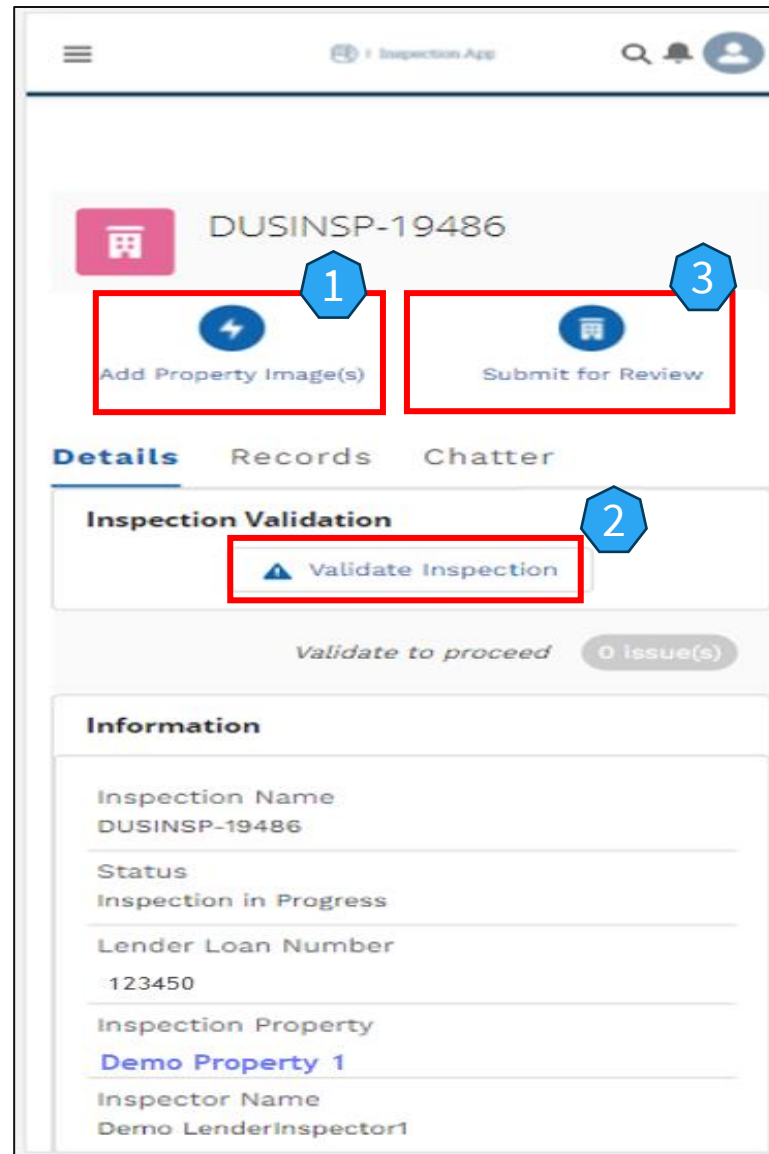 Inspection App
DUSINSP-19486
1
3
Add Property Image(s)
Submit for Review
Details Records Chatter
Inspection Validation
2
Validate Inspection
Validate to proceed 0 issue(s)
Information
Inspection Name
DUSINSP-19486
Status
Inspection in Progress
Lender Loan Number
123450
Inspection Property
Demo Property 1
Inspector Name
Demo LenderInspector1